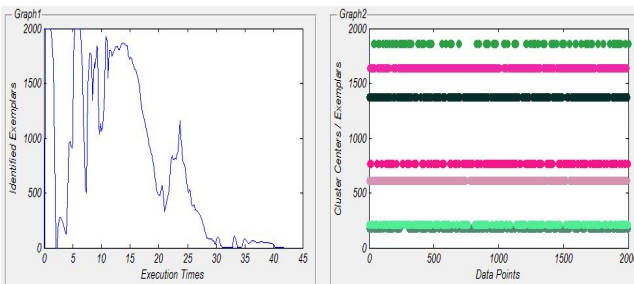 Graph1
2000
1500
1000
500
0
Identified Exemplars
0 5 10 15 20 25 30 35 40 45
Execution Times
Graph2
2000
1500
1000
500
0
Cluster Centers / Exemplars
0 500 1000 1500 2000
Data Points